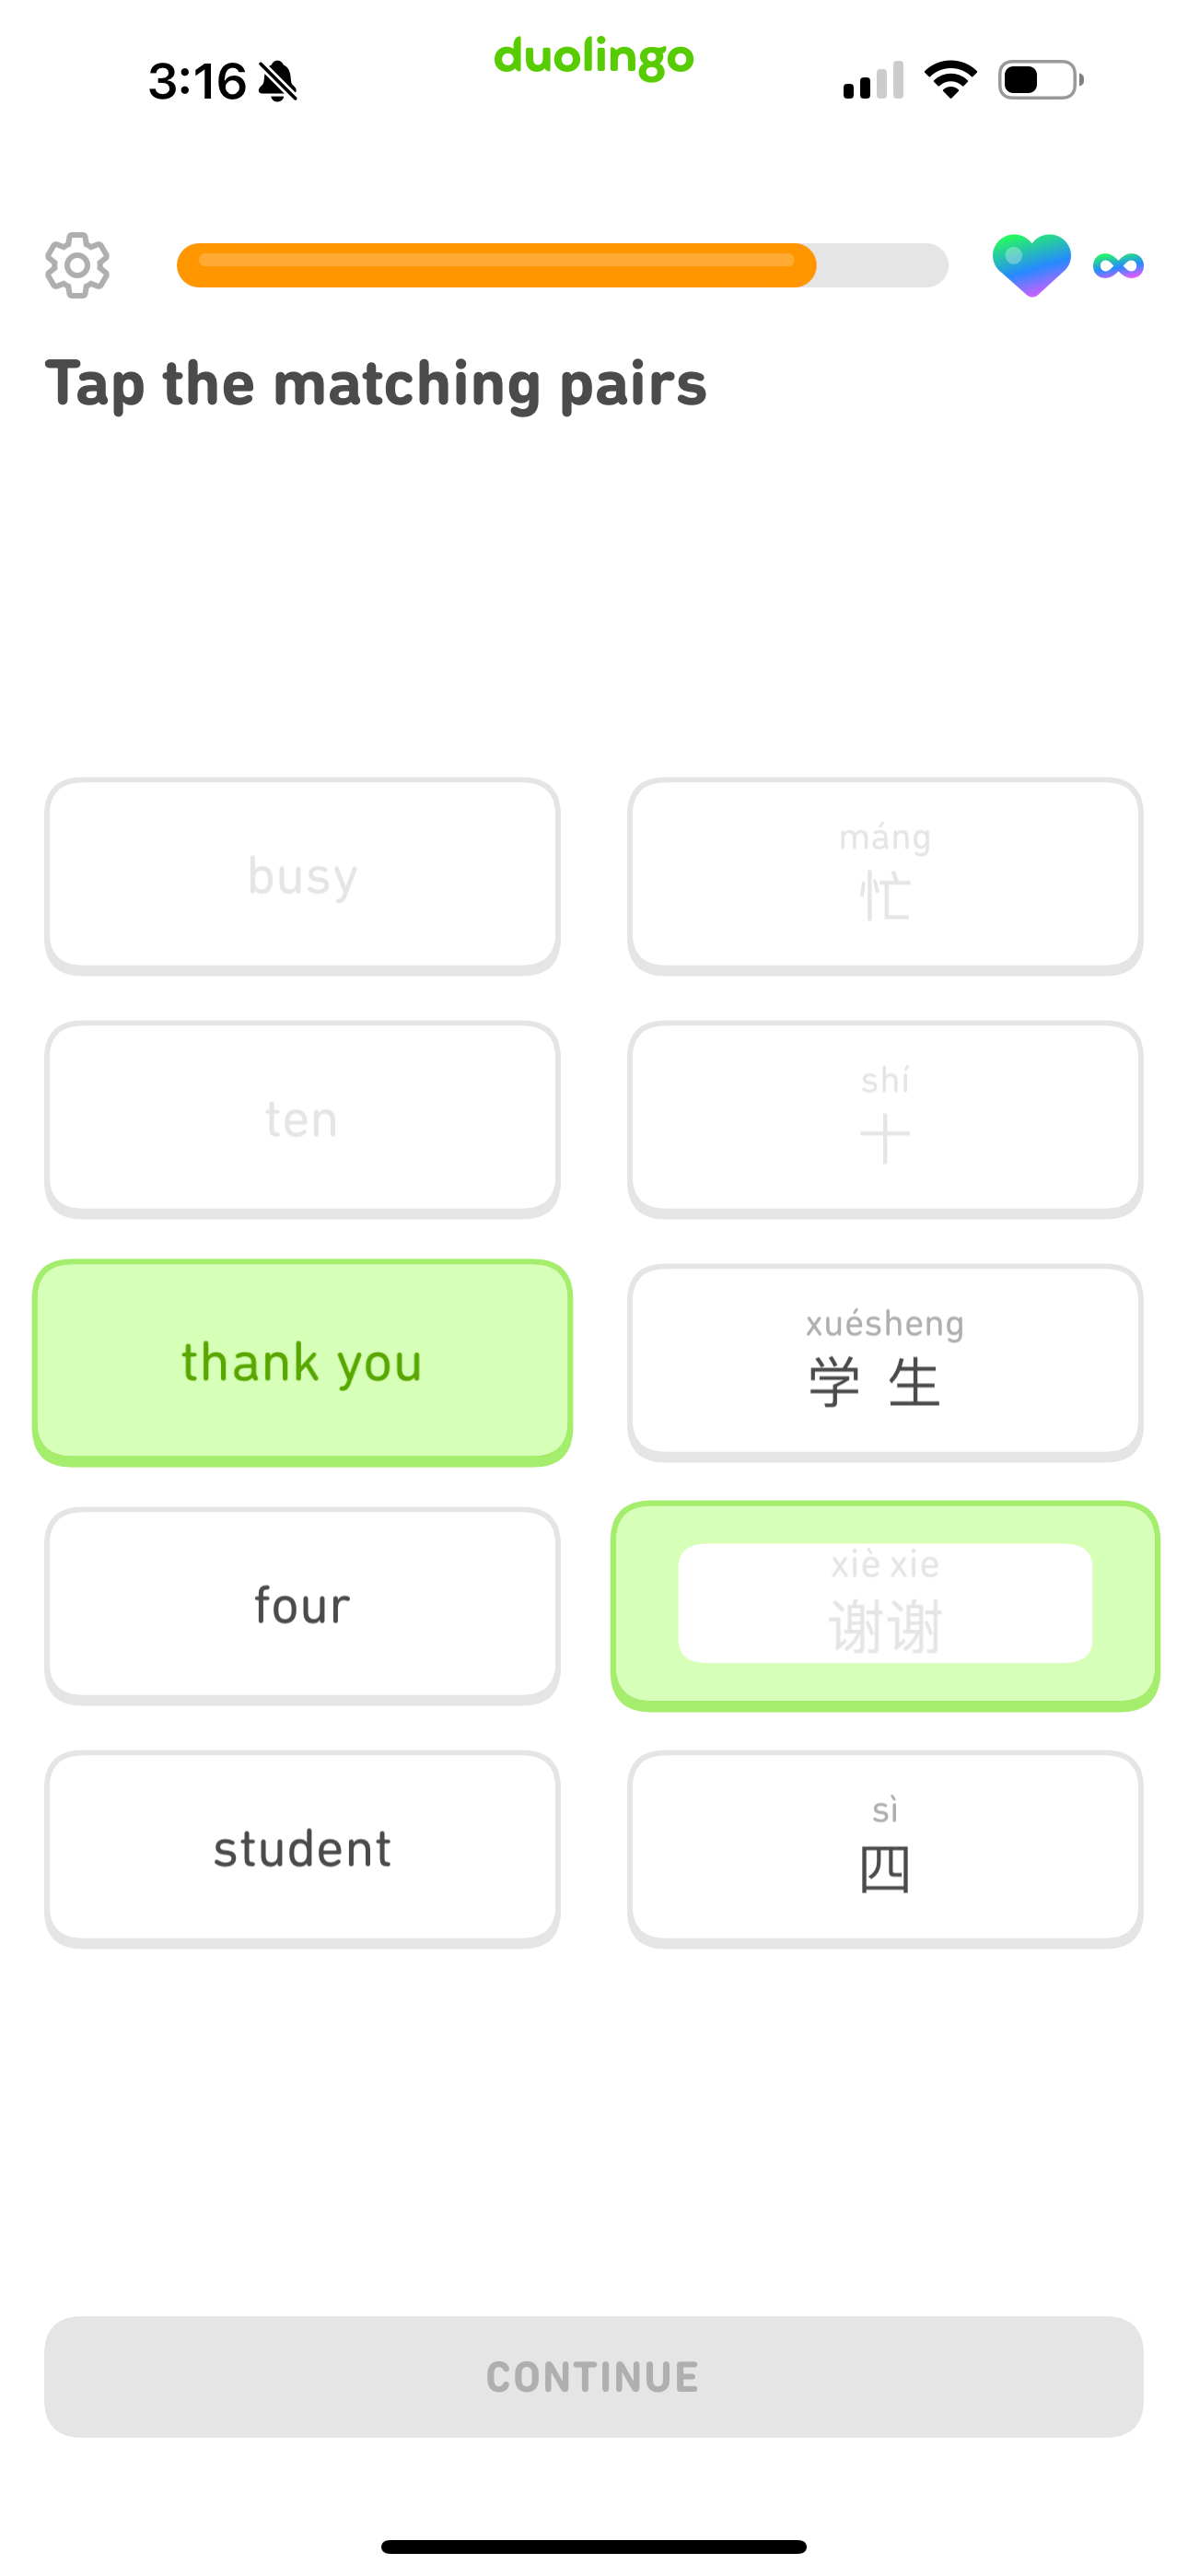 3:16
duolingo
Tap the matching pairs
busy
máng
忙
ten
shí
十
thank you
xuésheng
学 生
four
xiè xie
谢谢
student
sì
四
CONTINUE